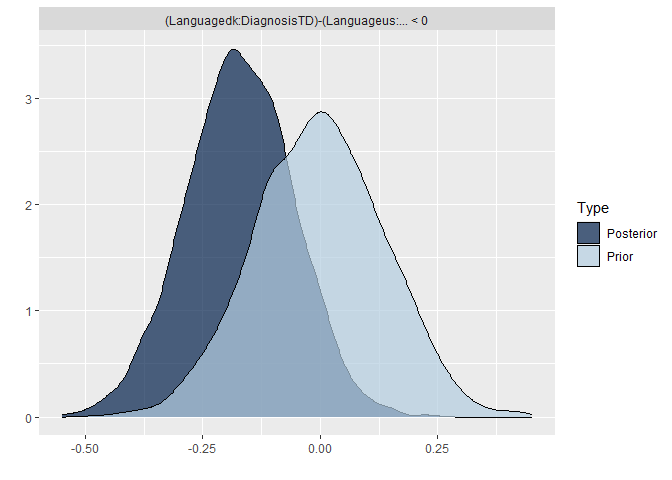 (Languagedk:DiagnosisTD)-(Languageus:... < 0
3
2
1
0
-0.50 -0.25 0.00 0.25
Type
Posterior
Prior